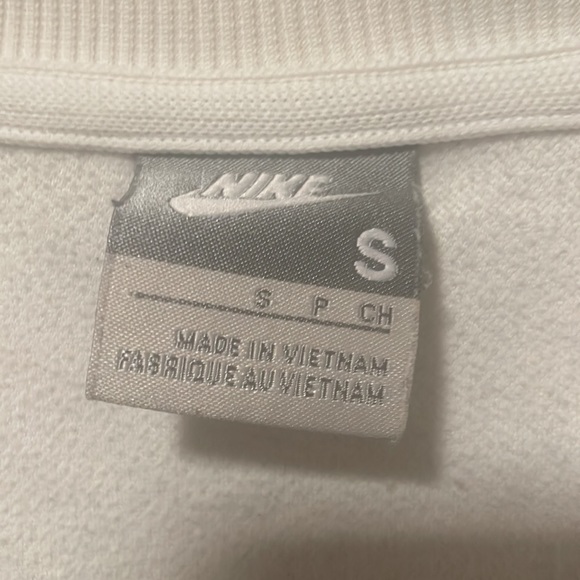 NIKE
S
S P CH
MADE IN VIETNAM
FABRIQUE AU VIETNAM